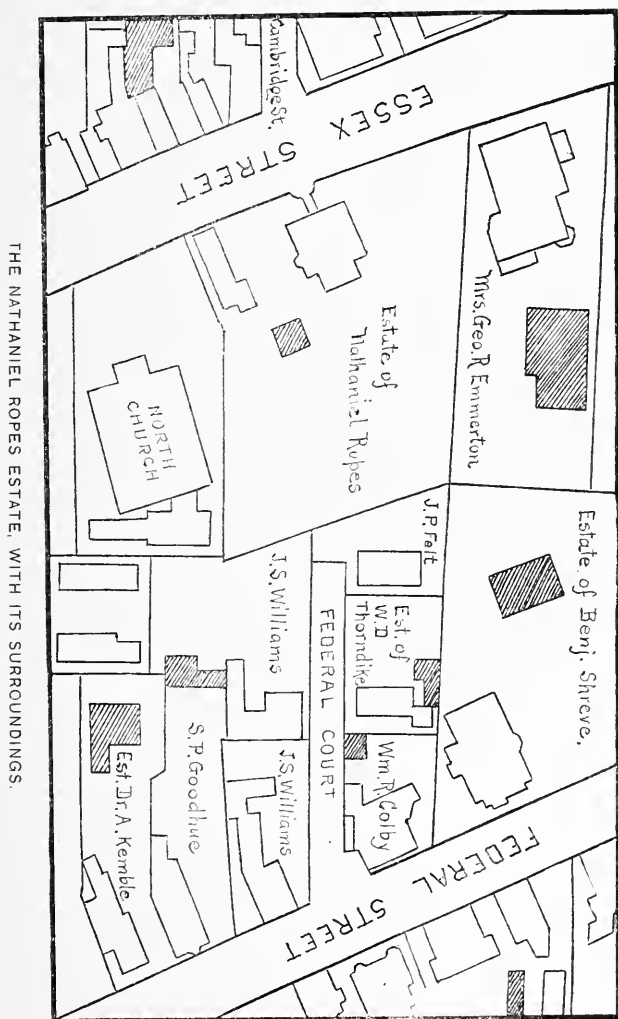 Cambridge St.
ESSEX STREET
Mrs. Geo. R Emmerton
Estate of
Nathaniel Ropes
NORTH
CHURCH
Estate of Benj. Shreve.
J. P. Felt
Est. of
W. D
Thorndike
Wm. R. Colby
FEDERAL COURT
J. S. Williams
J. S. Williams
S. P. Goodhue
Est. Dr. A. Kemble
FEDERAL STREET
THE NATHANIEL ROPES ESTATE, WITH ITS SURROUNDINGS.